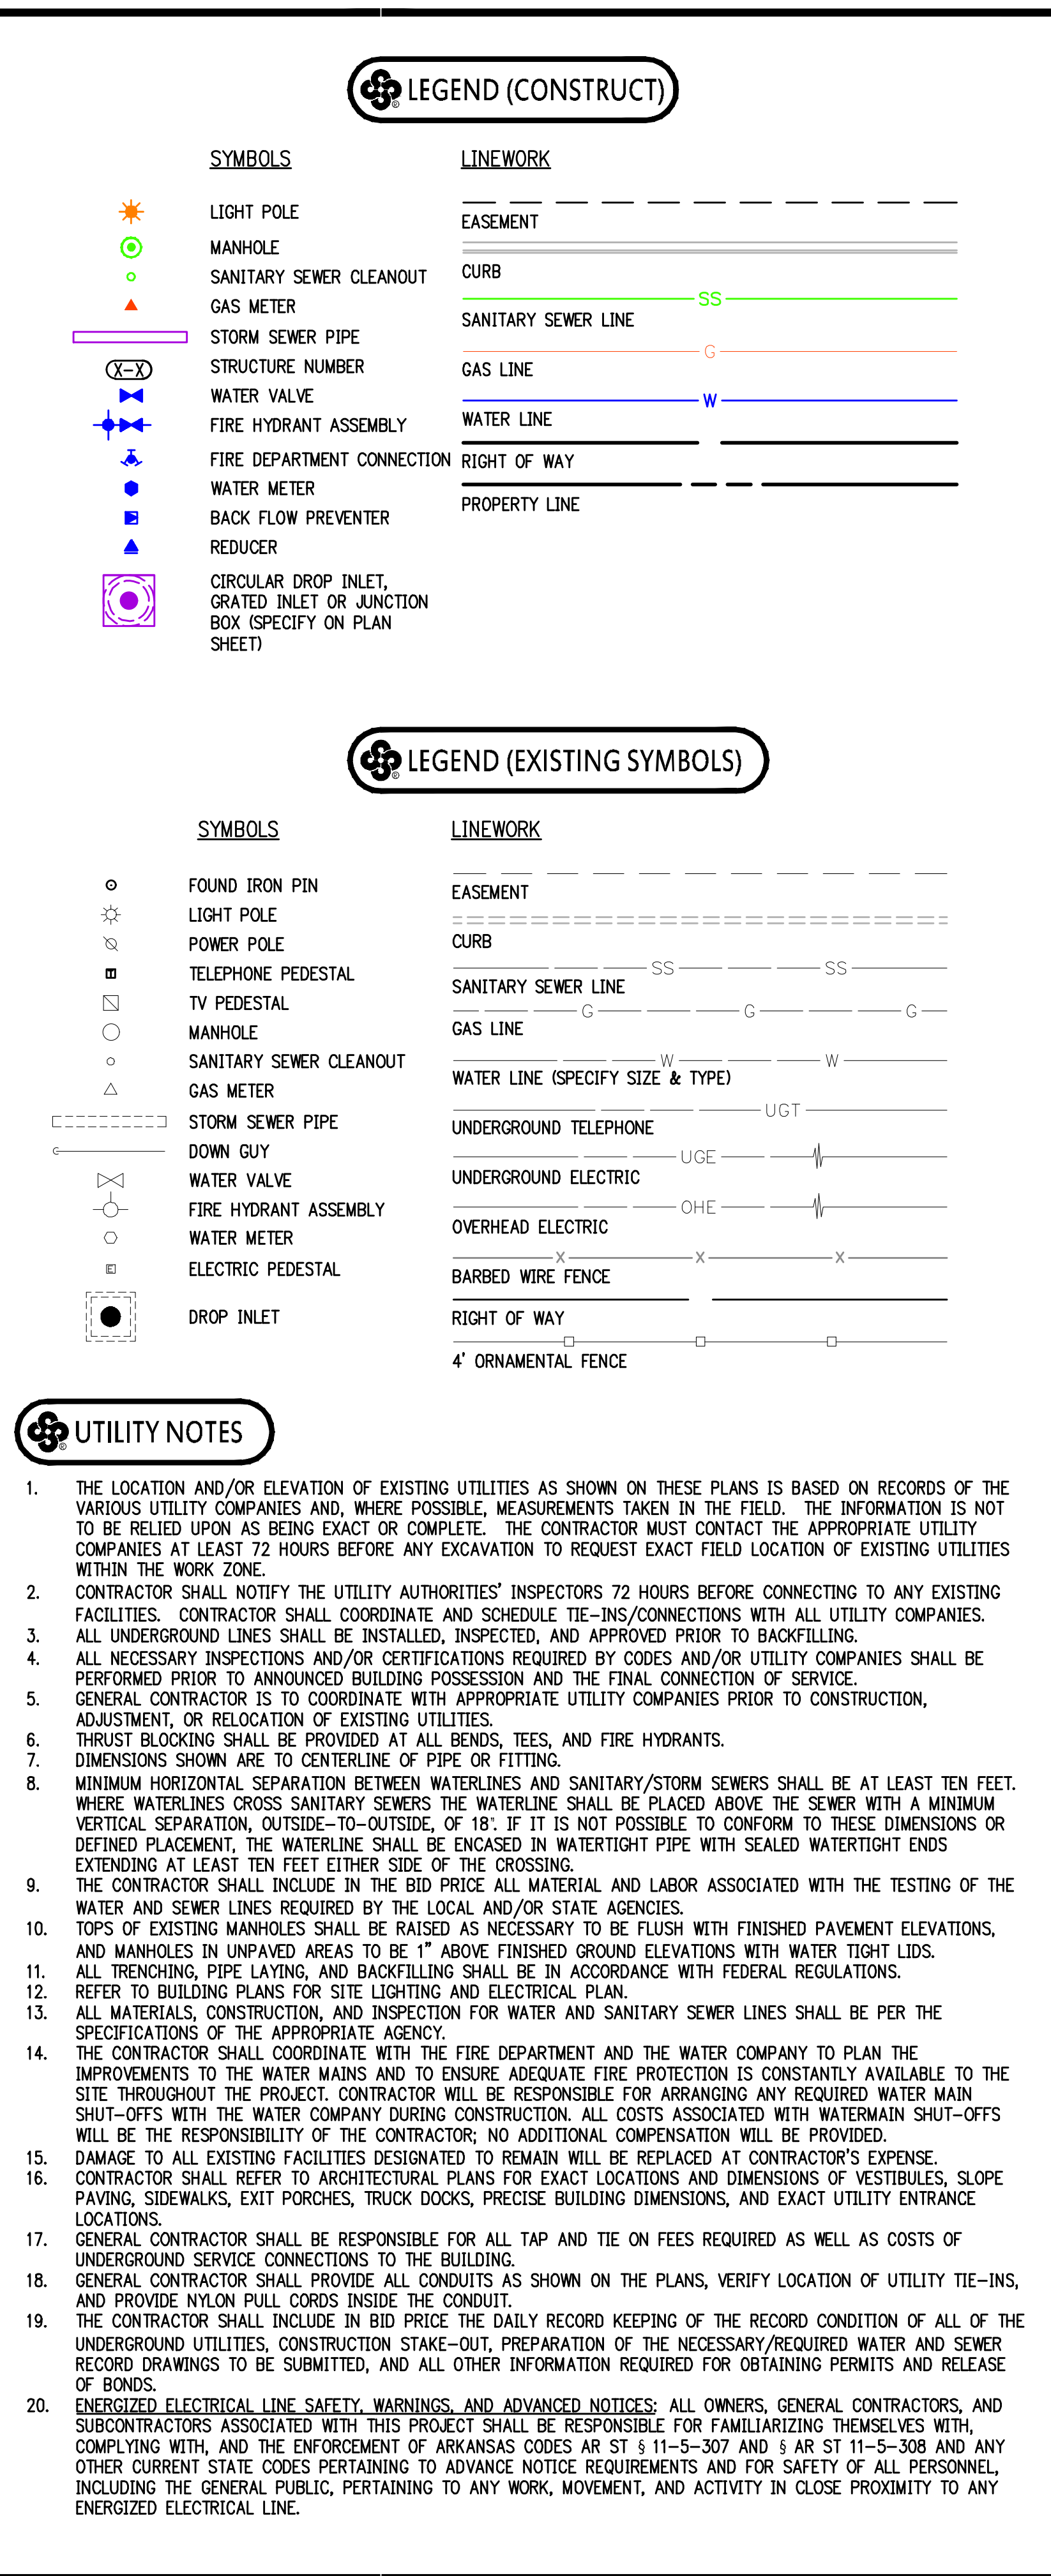 LEGEND (CONSTRUCT)
SYMBOLS
LIGHT POLE
MANHOLE
SANITARY SEWER CLEANOUT
GAS METER
STORM SEWER PIPE
X-X
STRUCTURE NUMBER
WATER VALVE
FIRE HYDRANT ASSEMBLY
FIRE DEPARTMENT CONNECTION
WATER METER
BACK FLOW PREVENTER
REDUCER
CIRCULAR DROP INLET,
GRATED INLET OR JUNCTION
BOX (SPECIFY ON PLAN
SHEET)
LINEWORK
EASEMENT
CURB
SS
SANITARY SEWER LINE
G
GAS LINE
W
WATER LINE
RIGHT OF WAY
PROPERTY LINE
LEGEND (EXISTING SYMBOLS)
SYMBOLS
FOUND IRON PIN
LIGHT POLE
POWER POLE
T
TELEPHONE PEDESTAL
TV PEDESTAL
MANHOLE
SANITARY SEWER CLEANOUT
GAS METER
STORM SEWER PIPE
DOWN GUY
WATER VALVE
FIRE HYDRANT ASSEMBLY
WATER METER
E
ELECTRIC PEDESTAL
DROP INLET
LINEWORK
EASEMENT
CURB
SS SS
SANITARY SEWER LINE
G G G
GAS LINE
W W
WATER LINE (SPECIFY SIZE & TYPE)
UGT
UNDERGROUND TELEPHONE
UGE
UNDERGROUND ELECTRIC
OHE
OVERHEAD ELECTRIC
X X X
BARBED WIRE FENCE
RIGHT OF WAY
4' ORNAMENTAL FENCE
UTILITY NOTES
1. THE LOCATION AND/OR ELEVATION OF EXISTING UTILITIES AS SHOWN ON THESE PLANS IS BASED ON RECORDS OF THE
VARIOUS UTILITY COMPANIES AND, WHERE POSSIBLE, MEASUREMENTS TAKEN IN THE FIELD. THE INFORMATION IS NOT
TO BE RELIED UPON AS BEING EXACT OR COMPLETE. THE CONTRACTOR MUST CONTACT THE APPROPRIATE UTILITY
COMPANIES AT LEAST 72 HOURS BEFORE ANY EXCAVATION TO REQUEST EXACT FIELD LOCATION OF EXISTING UTILITIES
WITHIN THE WORK ZONE.
2. CONTRACTOR SHALL NOTIFY THE UTILITY AUTHORITIES' INSPECTORS 72 HOURS BEFORE CONNECTING TO ANY EXISTING
FACILITIES. CONTRACTOR SHALL COORDINATE AND SCHEDULE TIE-INS/CONNECTIONS WITH ALL UTILITY COMPANIES.
3. ALL UNDERGROUND LINES SHALL BE INSTALLED, INSPECTED, AND APPROVED PRIOR TO BACKFILLING.
4. ALL NECESSARY INSPECTIONS AND/OR CERTIFICATIONS REQUIRED BY CODES AND/OR UTILITY COMPANIES SHALL BE
PERFORMED PRIOR TO ANNOUNCED BUILDING POSSESSION AND THE FINAL CONNECTION OF SERVICE.
5. GENERAL CONTRACTOR IS TO COORDINATE WITH APPROPRIATE UTILITY COMPANIES PRIOR TO CONSTRUCTION,
ADJUSTMENT, OR RELOCATION OF EXISTING UTILITIES.
6. THRUST BLOCKING SHALL BE PROVIDED AT ALL BENDS, TEES, AND FIRE HYDRANTS.
7. DIMENSIONS SHOWN ARE TO CENTERLINE OF PIPE OR FITTING.
8. MINIMUM HORIZONTAL SEPARATION BETWEEN WATERLINES AND SANITARY/STORM SEWERS SHALL BE AT LEAST TEN FEET.
WHERE WATERLINES CROSS SANITARY SEWERS THE WATERLINE SHALL BE PLACED ABOVE THE SEWER WITH A MINIMUM
VERTICAL SEPARATION, OUTSIDE-TO-OUTSIDE, OF 18". IF IT IS NOT POSSIBLE TO CONFORM TO THESE DIMENSIONS OR
DEFINED PLACEMENT, THE WATERLINE SHALL BE ENCASED IN WATERTIGHT PIPE WITH SEALED WATERTIGHT ENDS
EXTENDING AT LEAST TEN FEET EITHER SIDE OF THE CROSSING.
9. THE CONTRACTOR SHALL INCLUDE IN THE BID PRICE ALL MATERIAL AND LABOR ASSOCIATED WITH THE TESTING OF THE
WATER AND SEWER LINES REQUIRED BY THE LOCAL AND/OR STATE AGENCIES.
10. TOPS OF EXISTING MANHOLES SHALL BE RAISED AS NECESSARY TO BE FLUSH WITH FINISHED PAVEMENT ELEVATIONS,
AND MANHOLES IN UNPAVED AREAS TO BE 1" ABOVE FINISHED GROUND ELEVATIONS WITH WATER TIGHT LIDS.
11. ALL TRENCHING, PIPE LAYING, AND BACKFILLING SHALL BE IN ACCORDANCE WITH FEDERAL REGULATIONS.
12. REFER TO BUILDING PLANS FOR SITE LIGHTING AND ELECTRICAL PLAN.
13. ALL MATERIALS, CONSTRUCTION, AND INSPECTION FOR WATER AND SANITARY SEWER LINES SHALL BE PER THE
SPECIFICATIONS OF THE APPROPRIATE AGENCY.
14. THE CONTRACTOR SHALL COORDINATE WITH THE FIRE DEPARTMENT AND THE WATER COMPANY TO PLAN THE
IMPROVEMENTS TO THE WATER MAINS AND TO ENSURE ADEQUATE FIRE PROTECTION IS CONSTANTLY AVAILABLE TO THE
SITE THROUGHOUT THE PROJECT. CONTRACTOR WILL BE RESPONSIBLE FOR ARRANGING ANY REQUIRED WATER MAIN
SHUT-OFFS WITH THE WATER COMPANY DURING CONSTRUCTION. ALL COSTS ASSOCIATED WITH WATERMAIN SHUT-OFFS
WILL BE THE RESPONSIBILITY OF THE CONTRACTOR; NO ADDITIONAL COMPENSATION WILL BE PROVIDED.
15. DAMAGE TO ALL EXISTING FACILITIES DESIGNATED TO REMAIN WILL BE REPLACED AT CONTRACTOR'S EXPENSE.
16. CONTRACTOR SHALL REFER TO ARCHITECTURAL PLANS FOR EXACT LOCATIONS AND DIMENSIONS OF VESTIBULES, SLOPE
PAVING, SIDEWALKS, EXIT PORCHES, TRUCK DOCKS, PRECISE BUILDING DIMENSIONS, AND EXACT UTILITY ENTRANCE
LOCATIONS.
17. GENERAL CONTRACTOR SHALL BE RESPONSIBLE FOR ALL TAP AND TIE ON FEES REQUIRED AS WELL AS COSTS OF
UNDERGROUND SERVICE CONNECTIONS TO THE BUILDING.
18. GENERAL CONTRACTOR SHALL PROVIDE ALL CONDUITS AS SHOWN ON THE PLANS, VERIFY LOCATION OF UTILITY TIE-INS,
AND PROVIDE NYLON PULL CORDS INSIDE THE CONDUIT.
19. THE CONTRACTOR SHALL INCLUDE IN BID PRICE THE DAILY RECORD KEEPING OF THE RECORD CONDITION OF ALL OF THE
UNDERGROUND UTILITIES, CONSTRUCTION STAKE-OUT, PREPARATION OF THE NECESSARY/REQUIRED WATER AND SEWER
RECORD DRAWINGS TO BE SUBMITTED, AND ALL OTHER INFORMATION REQUIRED FOR OBTAINING PERMITS AND RELEASE
OF BONDS.
20. ENERGIZED ELECTRICAL LINE SAFETY, WARNINGS, AND ADVANCED NOTICES: ALL OWNERS, GENERAL CONTRACTORS, AND
SUBCONTRACTORS ASSOCIATED WITH THIS PROJECT SHALL BE RESPONSIBLE FOR FAMILIARIZING THEMSELVES WITH,
COMPLYING WITH, AND THE ENFORCEMENT OF ARKANSAS CODES AR ST § 11-5-307 AND § AR ST 11-5-308 AND ANY
OTHER CURRENT STATE CODES PERTAINING TO ADVANCE NOTICE REQUIREMENTS AND FOR SAFETY OF ALL PERSONNEL,
INCLUDING THE GENERAL PUBLIC, PERTAINING TO ANY WORK, MOVEMENT, AND ACTIVITY IN CLOSE PROXIMITY TO ANY
ENERGIZED ELECTRICAL LINE.